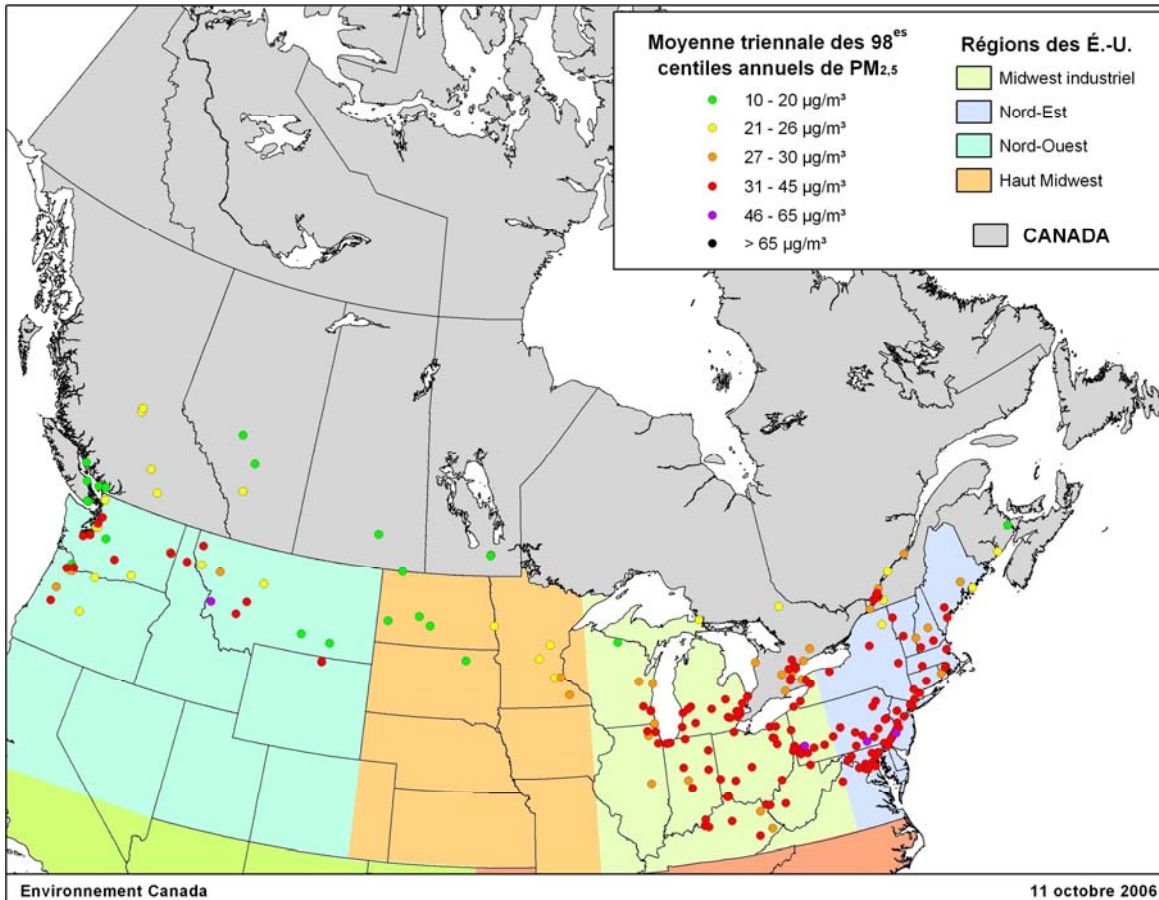 Moyenne triennale des 98es
centiles annuels de PM2,5
10 - 20 µg/m³
21 - 26 µg/m³
27 - 30 µg/m³
31 - 45 µg/m³
46 - 65 µg/m³
> 65 µg/m³
Régions des É.-U.
Midwest industriel
Nord-Est
Nord-Ouest
Haut Midwest
CANADA
Environnement Canada
11 octobre 2006